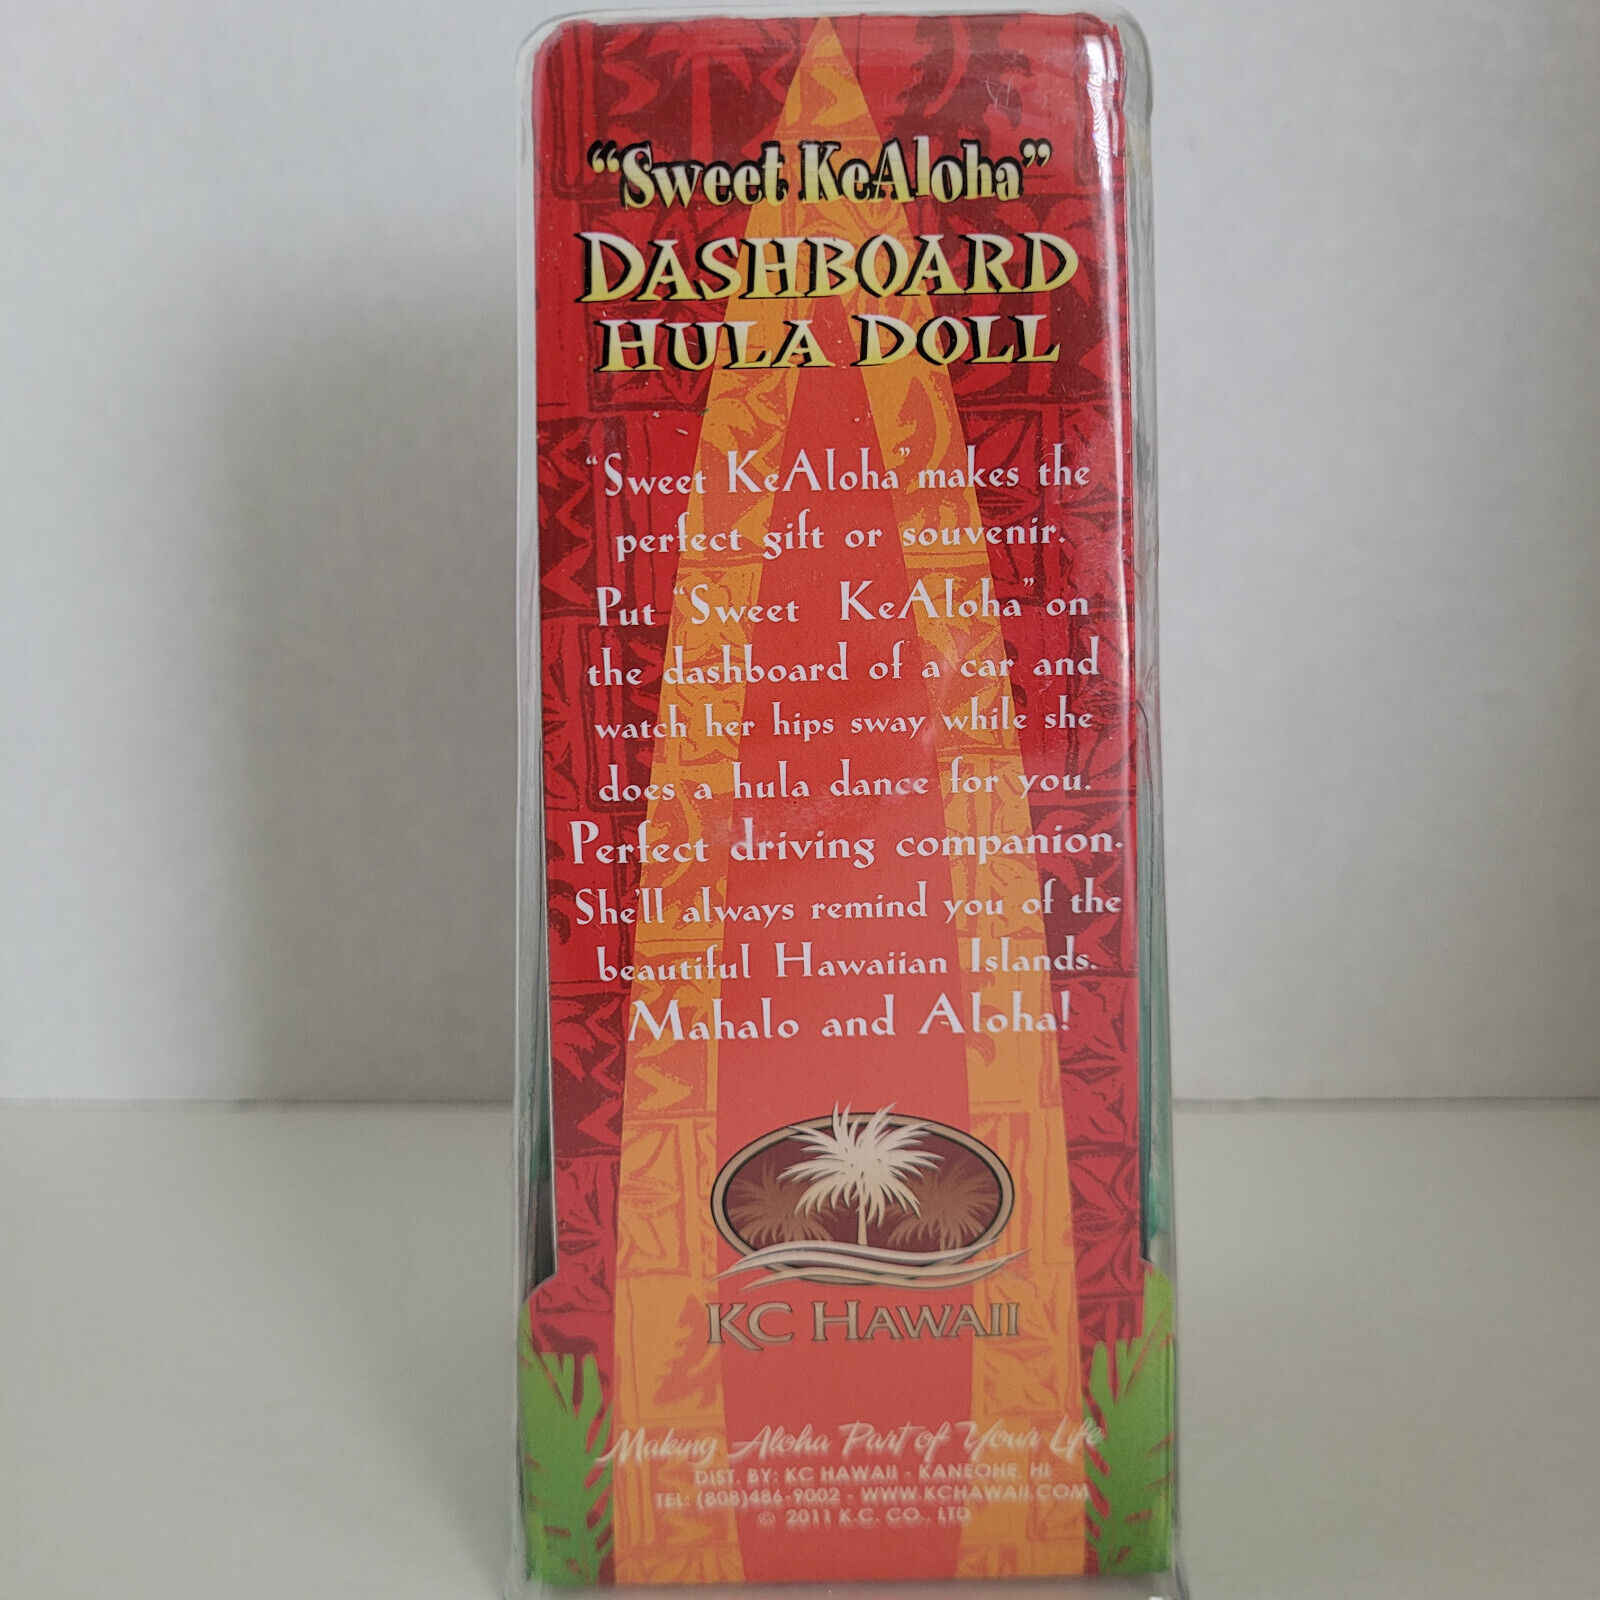 “Sweet KeAloha”
DASHBOARD
HULA DOLL
“Sweet KeAloha” makes the
perfect gift or souvenir.
Put “Sweet KeAloha” on
the dashboard of a car and
watch her hips sway while she
does a hula dance for you.
Perfect driving companion.
She'll always remind you of the
beautiful Hawaiian Islands.
Mahalo and Aloha!
KC HAWAII
Making Aloha Part of Your Life
DIST. BY: KC HAWAII - KANEOHE, HI
TEL: (808)486-9002 - WWW.KCHAWAII.COM
© 2011 K.C. CO., LTD